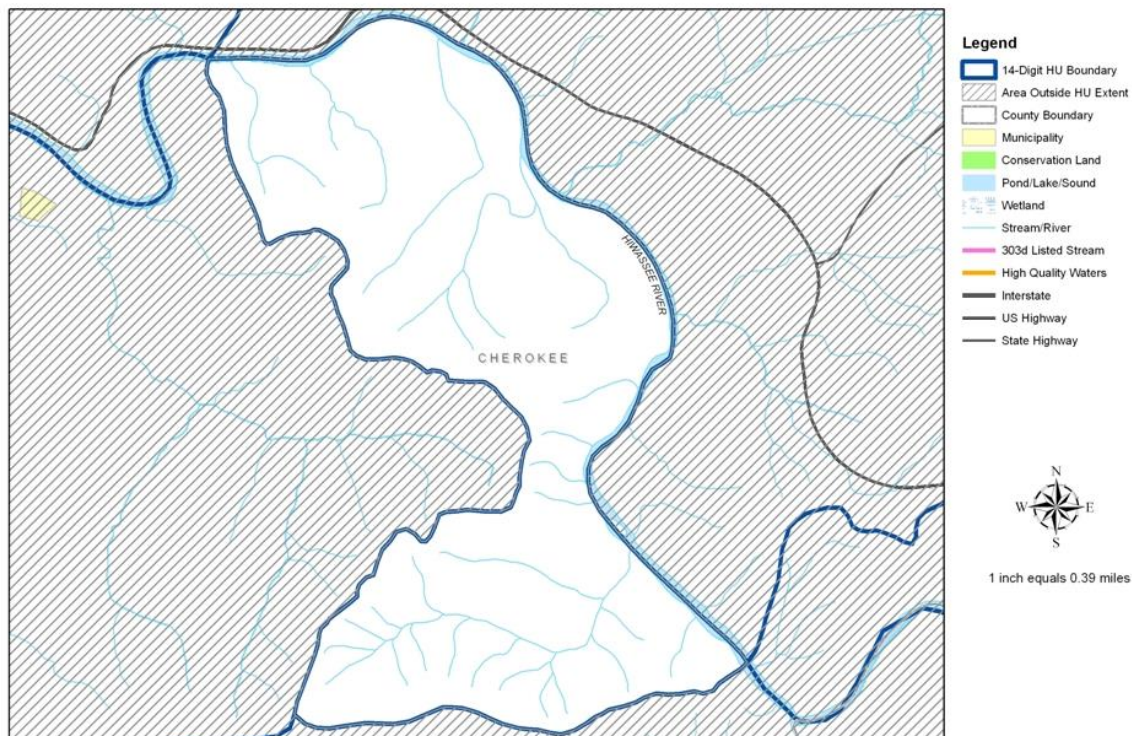 HIWASSEE RIVER
CHEROKEE
Legend
14-Digit HU Boundary
Area Outside HU Extent
County Boundary
Municipality
Conservation Land
Pond/Lake/Sound
Wetland
Stream/River
303d Listed Stream
High Quality Waters
Interstate
US Highway
State Highway
N
W E
S
1 inch equals 0.39 miles